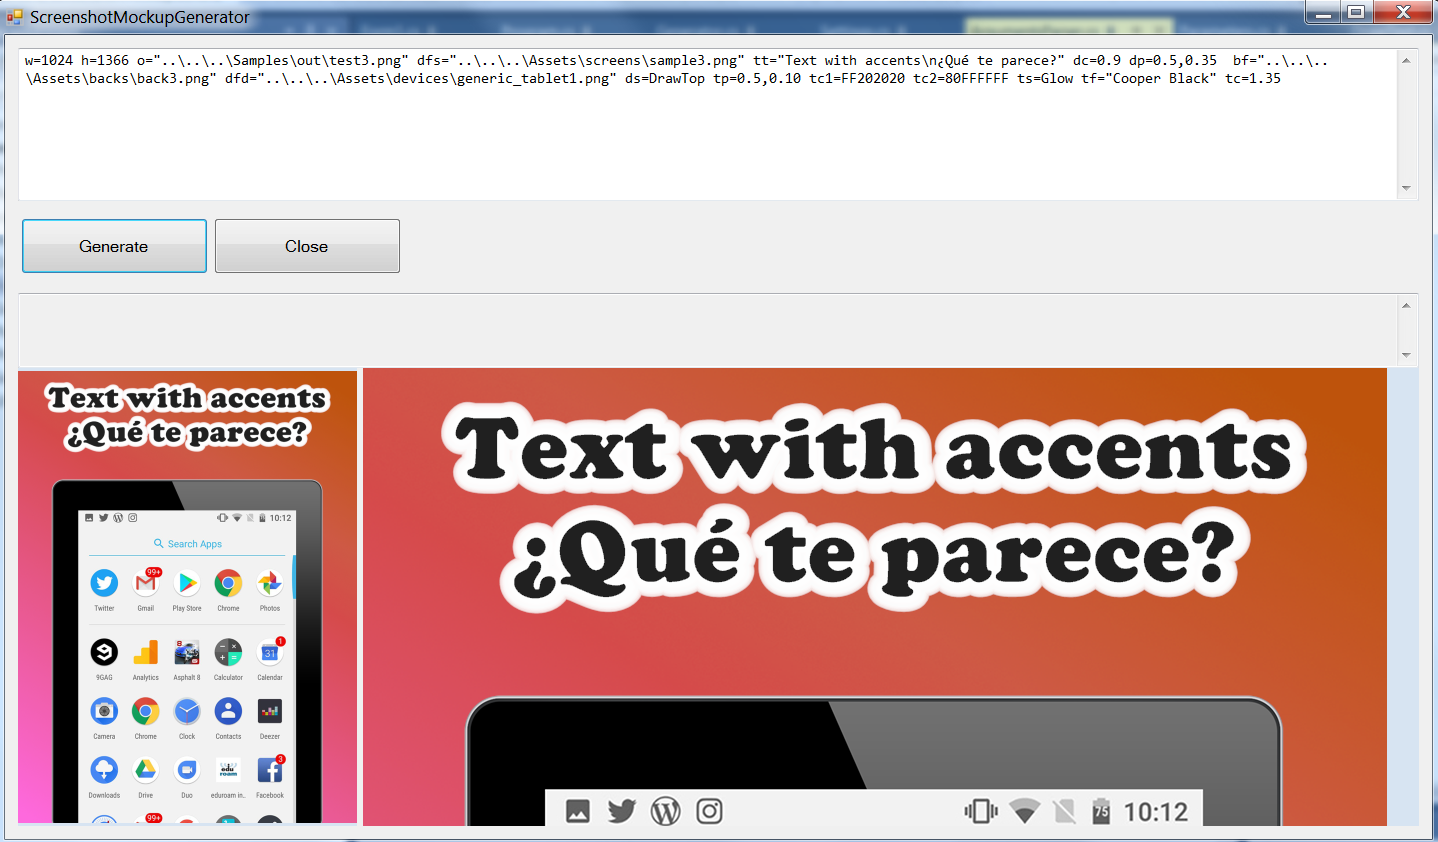 ScreenshotMockupGenerator
w=1024 h=1366 o="..\..\..\Samples\out\test3.png" dfs="..\..\..\Assets\screens\sample3.png" tt="Text with accents\n¿Qué te parece?" dc=0.9 dp=0.5,0.35  bf="..\..\..
\Assets\backs\back3.png" dfd="..\..\..\Assets\devices\generic_tablet1.png" ds=DrawTop tp=0.5,0.10 tc1=FF202020 tc2=80FFFFFF ts=Glow tf="Cooper Black" tc=1.35
Generate Close
Text with accents
¿Qué te parece?
10:12
Search Apps
99+
Twitter Gmail Play Store Chrome Photos
B 1
31
9GAG Analytics Asphalt 8 Calculator Calendar
Camera Chrome Clock Contacts Deezer
3
edu
roam
Downloads Drive Duo eduroam in.. Facebook
99+
Text with accents
¿Qué te parece?
75 10:12